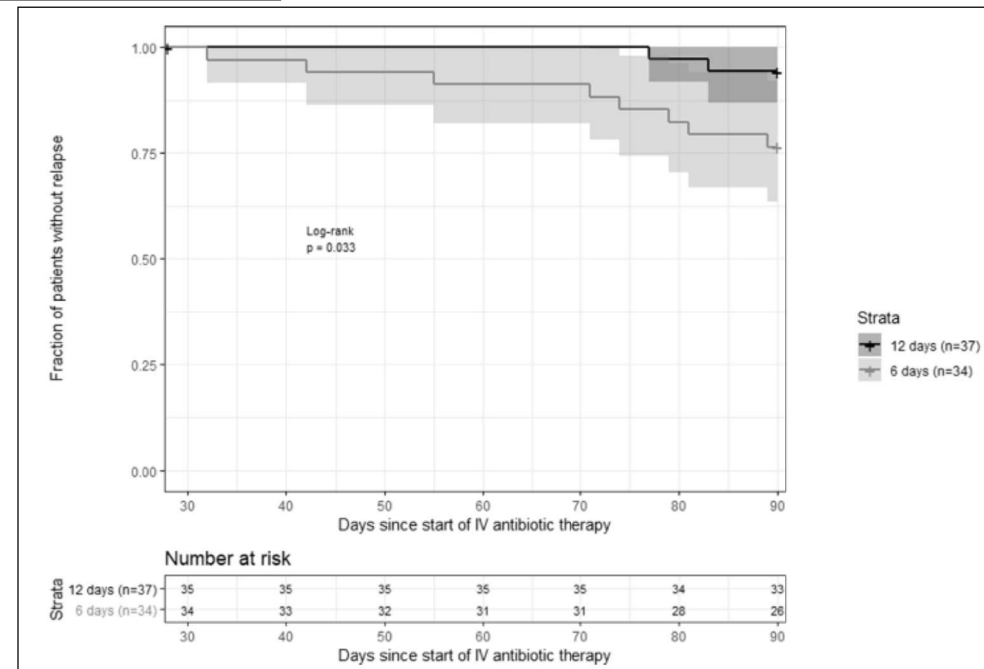 1.00
0.75
0.50
0.25
0.00
Fraction of patients without relapse
Log-rank
p = 0.033
30 40 50 60 70 80 90
Days since start of IV antibiotic therapy
Strata
12 days (n=37)
6 days (n=34)
Number at risk
Strata
12 days (n=37) 35 35 35 35 35 34 33
6 days (n=34) 34 33 32 31 31 28 26
30 40 50 60 70 80 90
Days since start of IV antibiotic therapy